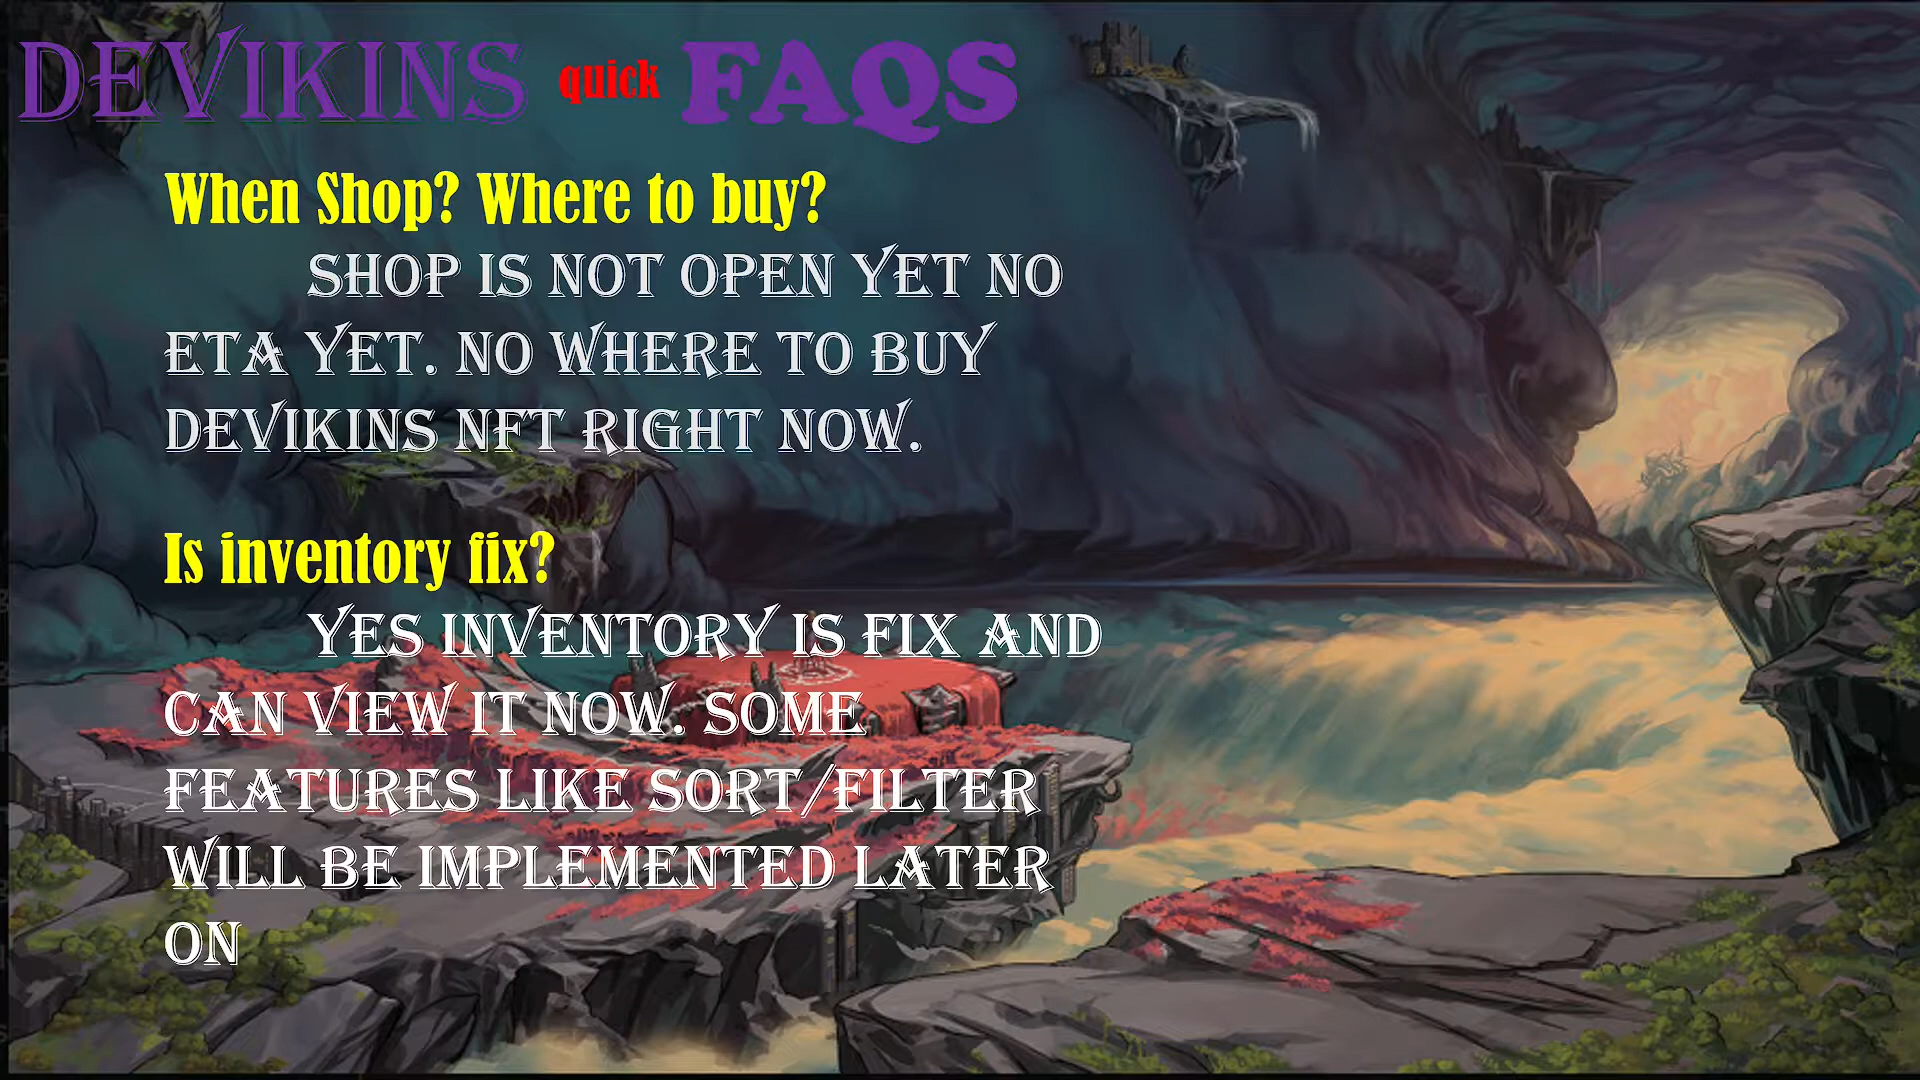 DEVIKINS quick FAQS
When Shop? Where to buy?
SHOP IS NOT OPEN YET NO
ETA YET. NO WHERE TO BUY
DEVIKINS NFT RIGHT NOW.
Is inventory fix?
YES INVENTORY IS FIX AND
CAN VIEW IT NOW. SOME
FEATURES LIKE SORT/FILTER
WILL BE IMPLEMENTED LATER
ON